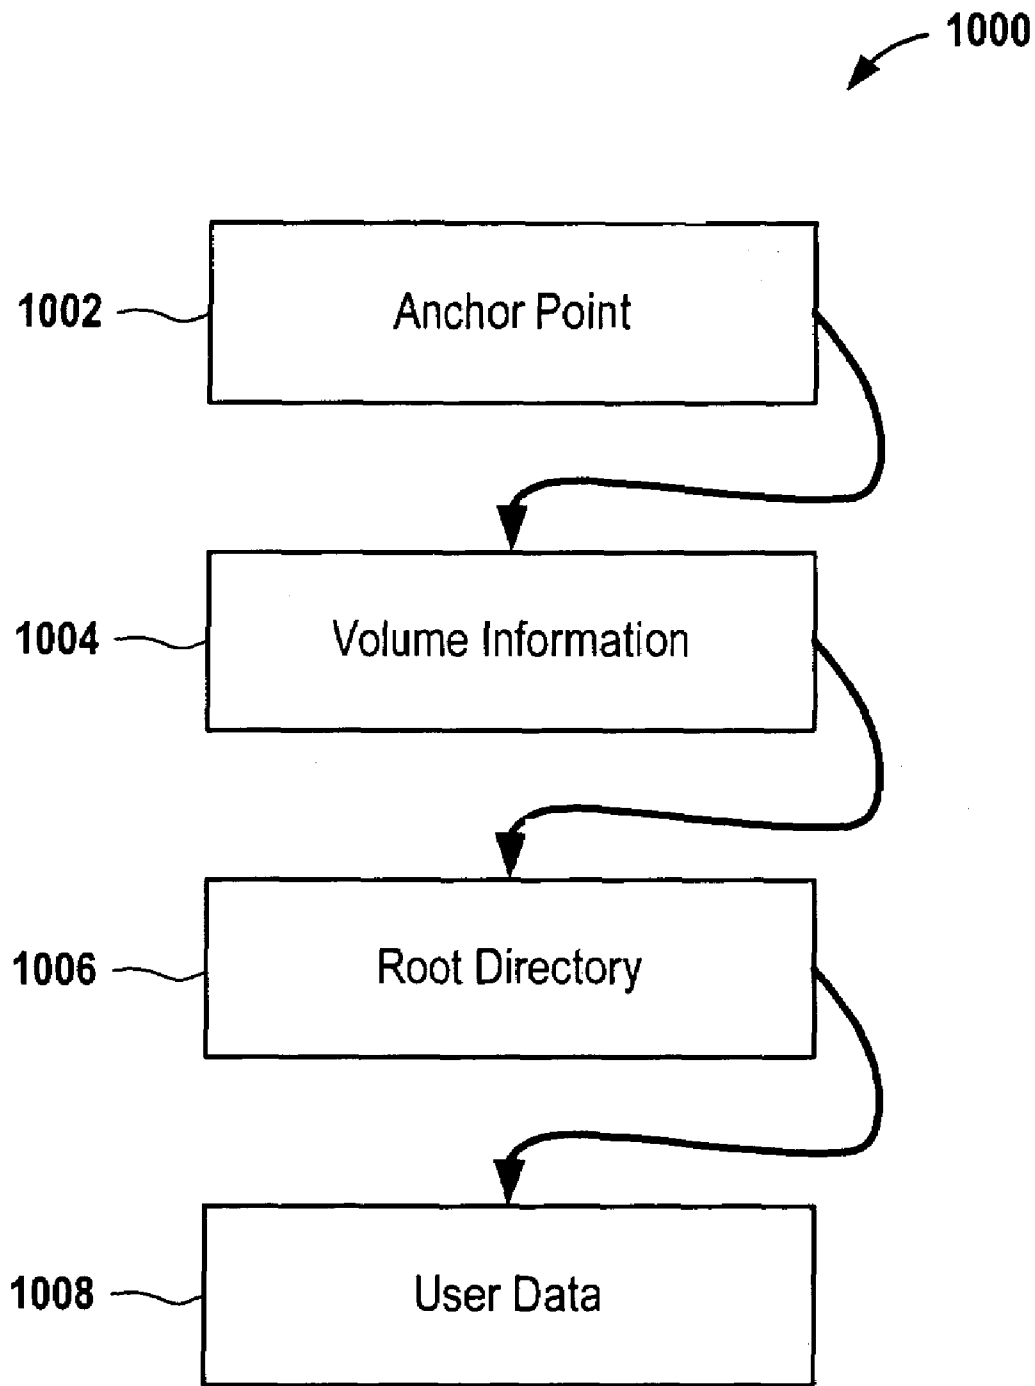 1000
1002
Anchor Point
1004
Volume Information
1006
Root Directory
1008
User Data